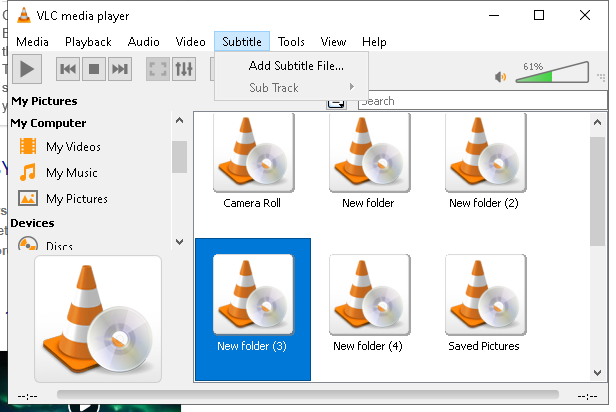 VLC media player
Media Playback Audio Video Subtitle Tools View Help
Add Subtitle File...
Sub Track
61%
Search
My Pictures
My Computer
My Videos
My Music
My Pictures
Devices
Discs
Camera Roll
New folder
New folder (2)
New folder (3)
New folder (4)
Saved Pictures
--:--
--:--